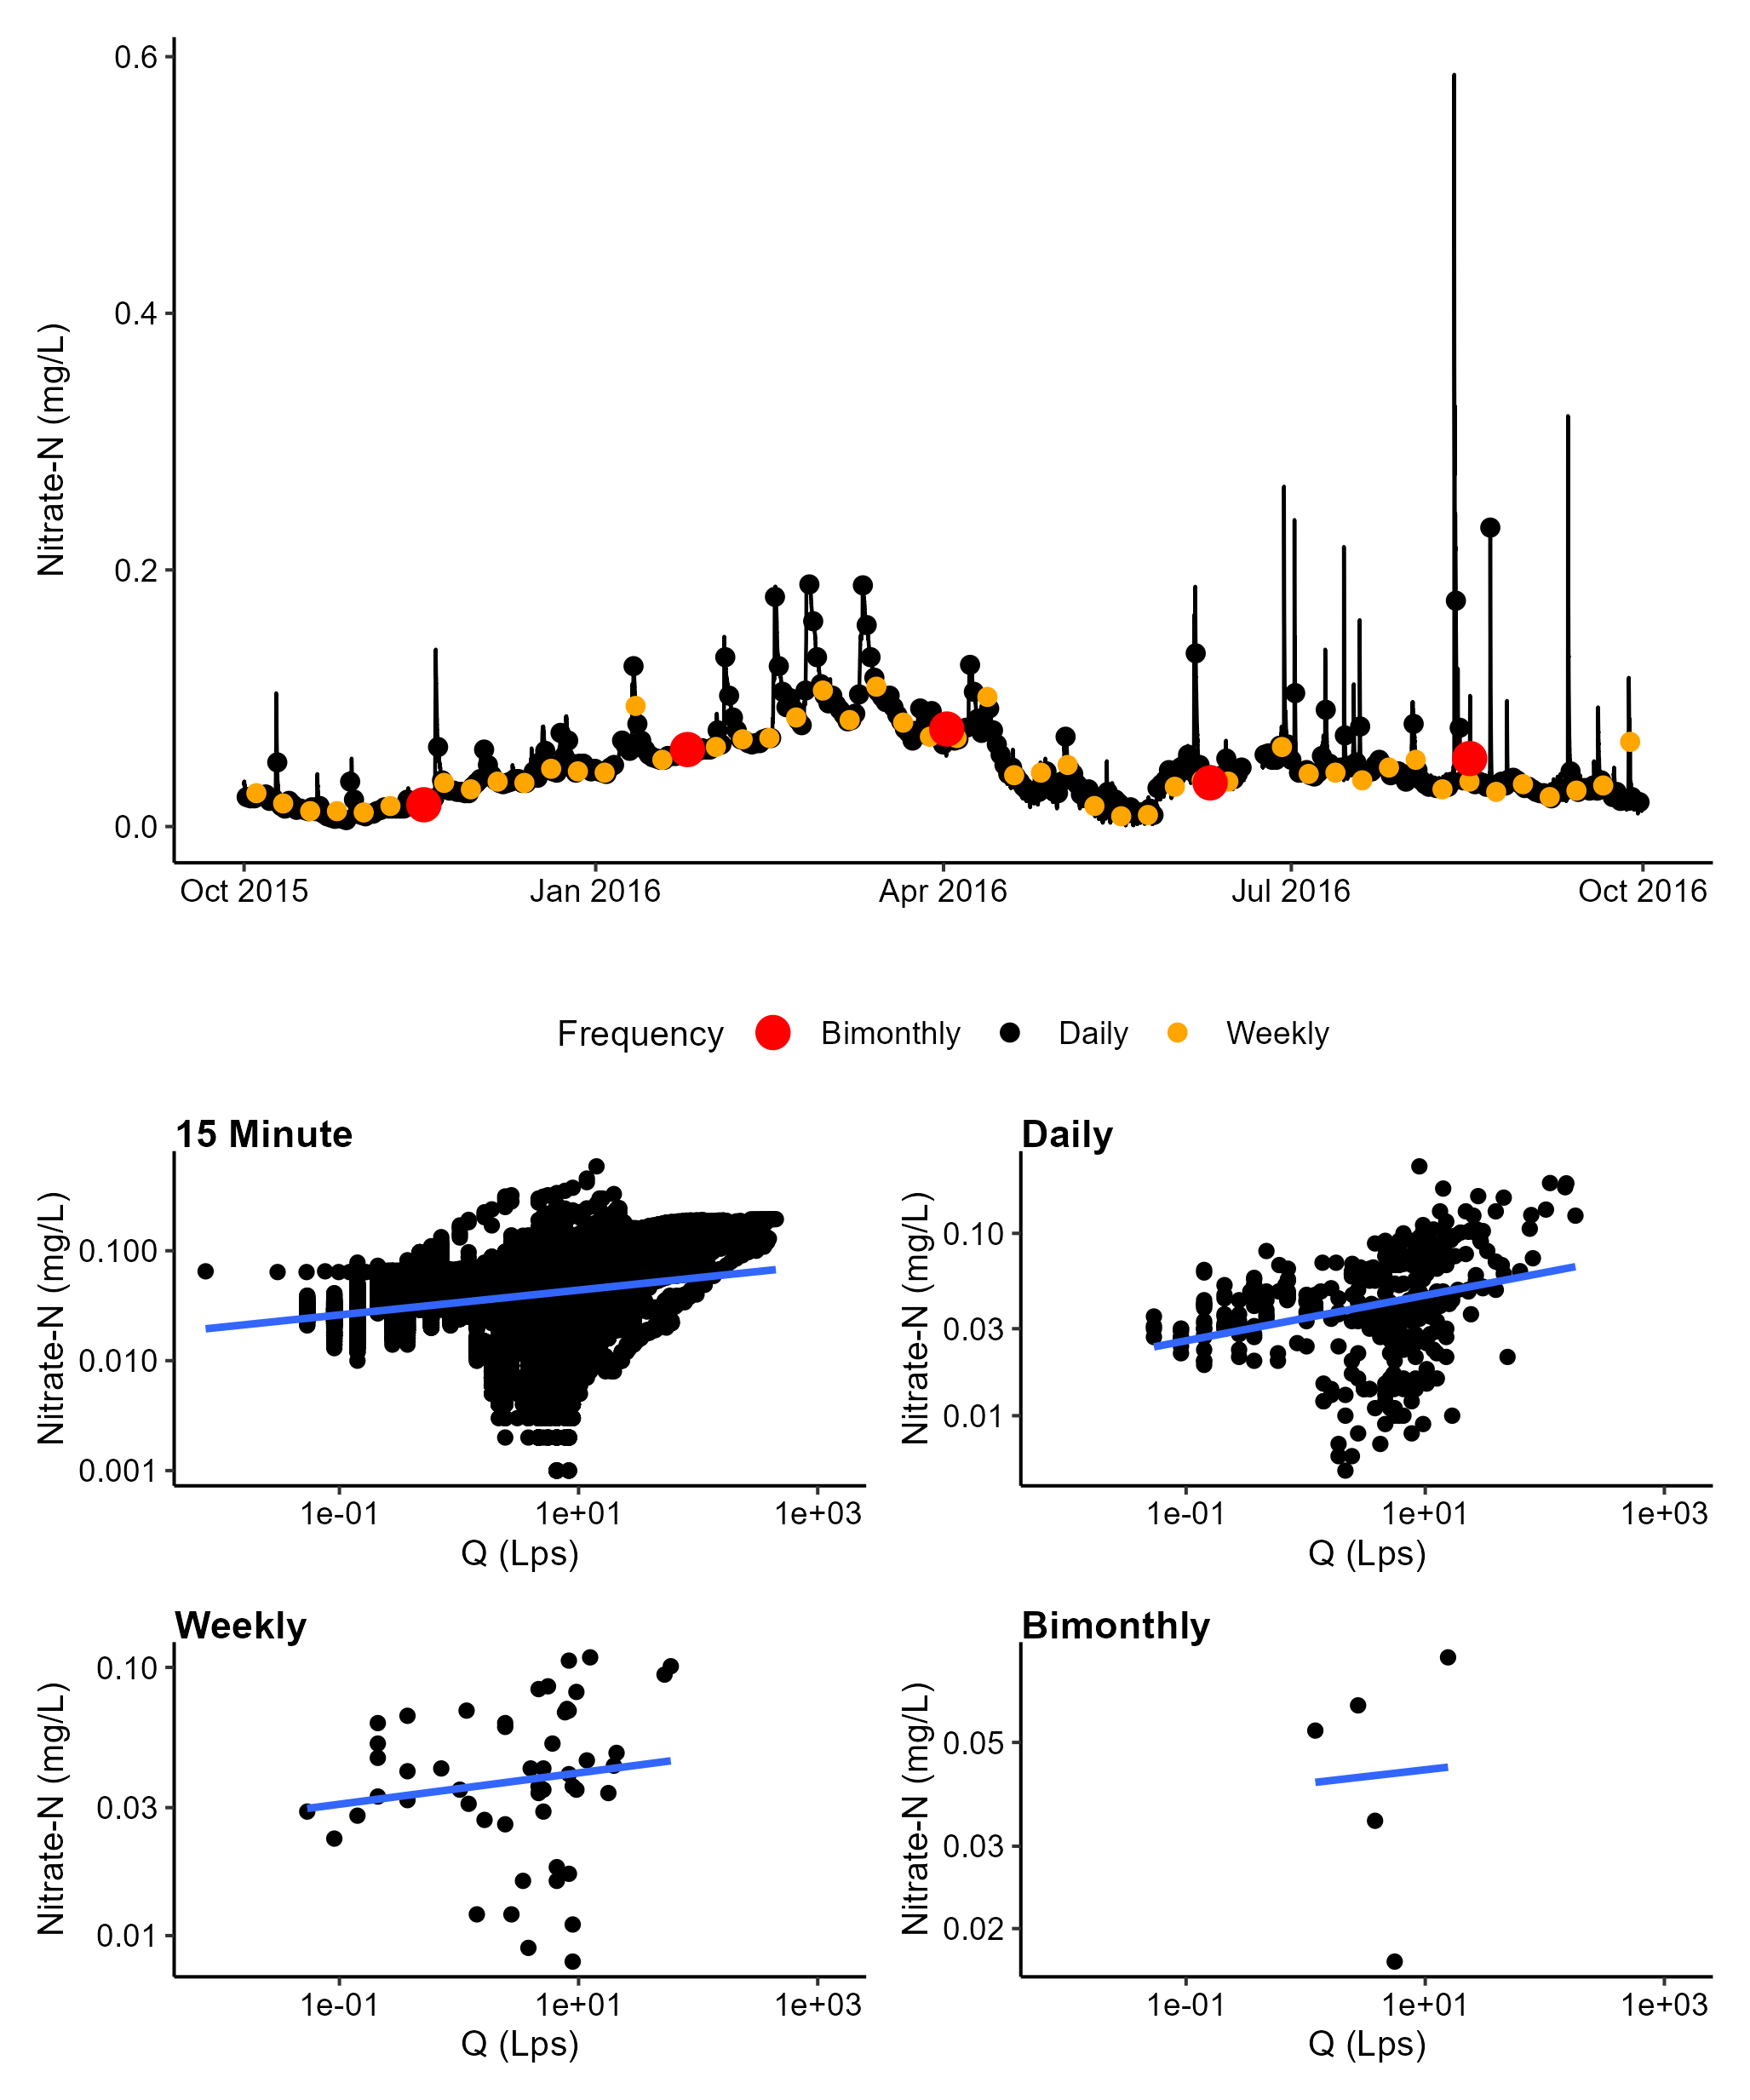 0.6
0.4
0.2
0.0
Nitrate-N (mg/L)
Oct 2015 Jan 2016 Apr 2016 Jul 2016 Oct 2016
Frequency Bimonthly Daily Weekly
15 Minute
Nitrate-N (mg/L)
0.100
0.010
0.001
1e-01 1e+01 1e+03
Q (Lps)
Daily
Nitrate-N (mg/L)
0.10
0.03
0.01
1e-01 1e+01 1e+03
Q (Lps)
Weekly
Nitrate-N (mg/L)
0.10
0.03
0.01
1e-01 1e+01 1e+03
Q (Lps)
Bimonthly
Nitrate-N (mg/L)
0.05
0.03
0.02
1e-01 1e+01 1e+03
Q (Lps)